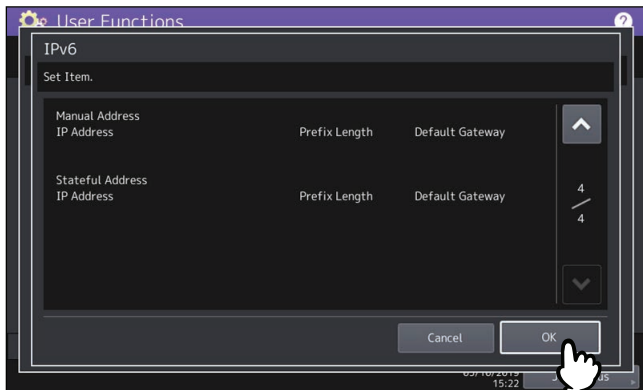 User Functions
?
IPv6
Set Item.
Manual Address
IP Address Prefix Length Default Gateway
Stateful Address
IP Address Prefix Length Default Gateway
4
4
Cancel OK
15:22